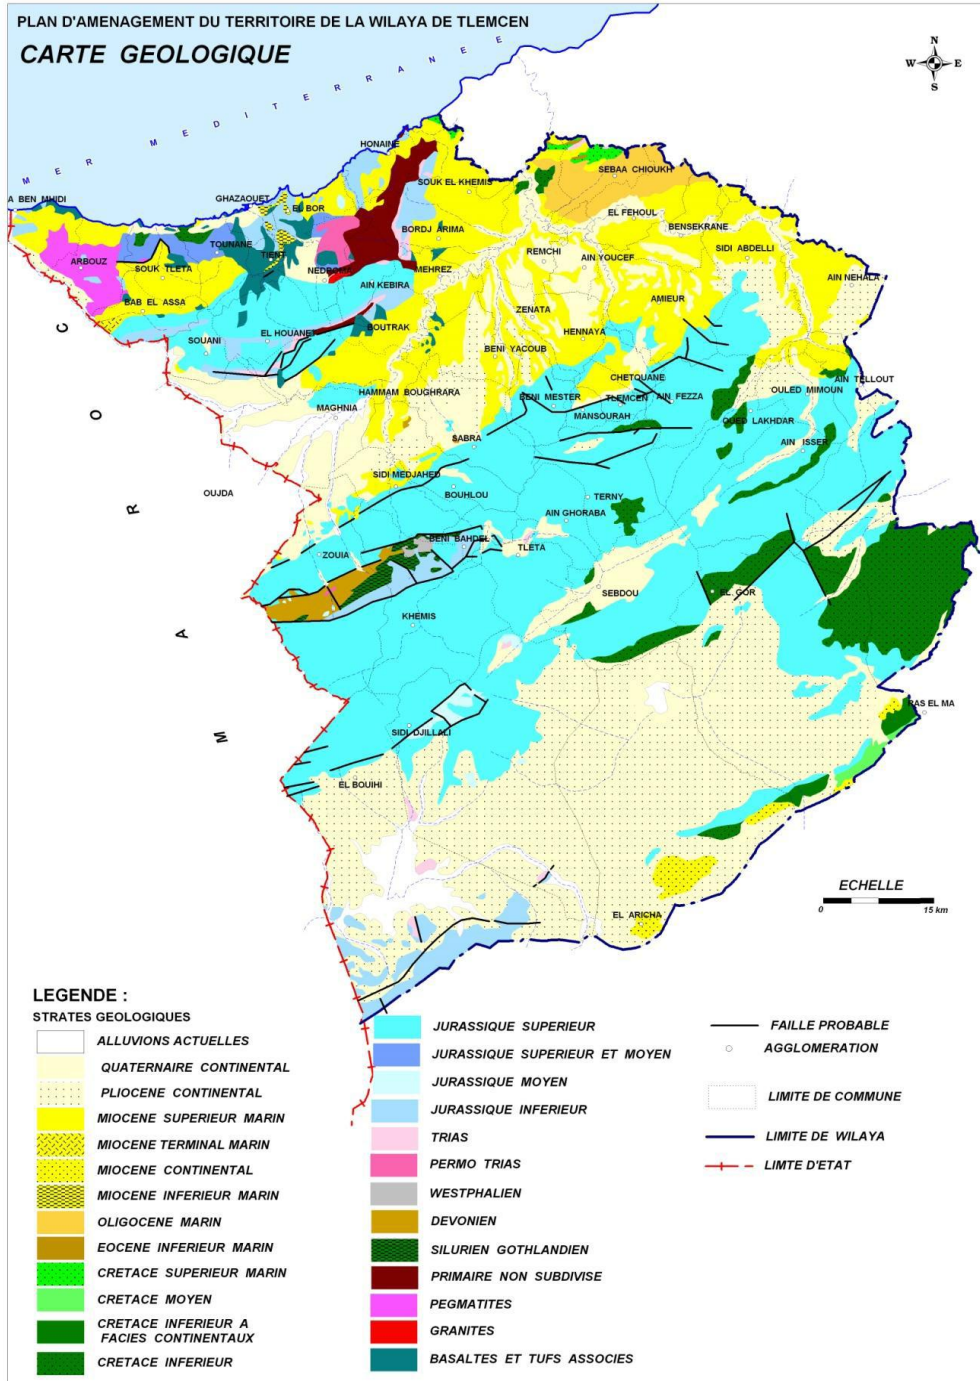 PLAN D'AMENAGEMENT DU TERRITOIRE DE LA WILAYA DE TLEMCEN
CARTE GEOLOGIQUE
N
W E
S
MER MEDITERRANEE
HONAINE
SEBAA CHIOUKH
SOUK EL KHEMIS
A BEN MHIDI
GHAZAOUET
EL BOR
EL FEHOUL
BENSEKRANE
BORDJ ARIMA
TOUNANE
TIENT
REMCHI
SIDI ABDELLI
ARBOUZ
SOUK TLETA
NEDROMA
MEHREZ
AIN YOUCEF
AIN NEHALA
AIN KEBIRA
BAB EL ASSA
AMIEUR
ZENATA
EL HOUANET
BOUTRAK
HENNAYA
SOUANI
BENI YACOUB
CHETOUANE
AIN TELLOUT
HAMMAM BOUGHRARA
BENI MESTER
TLEMCEN
AIN FEZZA
OULED MIMOUN
MAGHNIA
MANSOURAH
OUED LAKHDAR
SABRA
AIN ISSER
SIDI MEDJAHED
OUJDA
BOUHLOU
TERNY
AIN GHORABA
BENI BAHDEL
ZOUIA
TLETA
SEBDOU
EL GOR
KHEMIS
MAROC
RAS EL MA
SIDI DJILLALI
EL BOUIHI
ECHELLE
0 15 km
EL ARICHA
LEGENDE :
STRATES GEOLOGIQUES
ALLUVIONS ACTUELLES
QUATERNAIRE CONTINENTAL
PLIOCENE CONTINENTAL
MIOCENE SUPERIEUR MARIN
MIOCENE TERMINAL MARIN
MIOCENE CONTINENTAL
MIOCENE INFERIEUR MARIN
OLIGOCENE MARIN
EOCENE INFERIEUR MARIN
CRETACE SUPERIEUR MARIN
CRETACE MOYEN
CRETACE INFERIEUR A
FACIES CONTINENTAUX
CRETACE INFERIEUR
JURASSIQUE SUPERIEUR
JURASSIQUE SUPERIEUR ET MOYEN
JURASSIQUE MOYEN
JURASSIQUE INFERIEUR
TRIAS
PERMO TRIAS
WESTPHALIEN
DEVONIEN
SILURIEN GOTHLANDIEN
PRIMAIRE NON SUBDIVISE
PEGMATITES
GRANITES
BASALTES ET TUFS ASSOCIES
FAILLE PROBABLE
AGGLOMERATION
LIMITE DE COMMUNE
LIMITE DE WILAYA
LIMTE D'ETAT